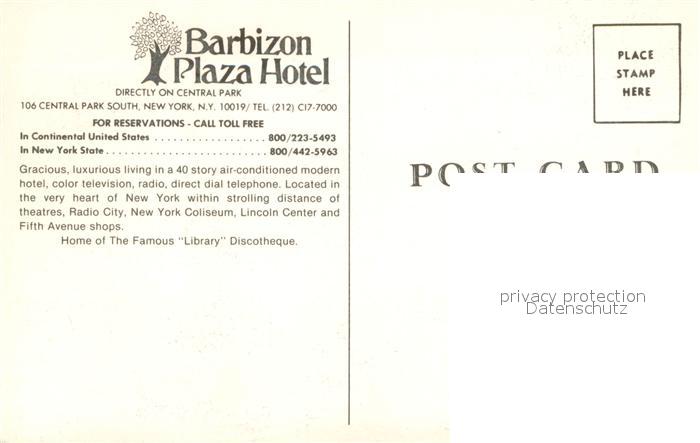 Barbizon
Plaza Hotel
DIRECTLY ON CENTRAL PARK
106 CENTRAL PARK SOUTH, NEW YORK, N.Y. 10019/ TEL. (212) CI7-7000
FOR RESERVATIONS - CALL TOLL FREE
In Continental United States . . . . . . . . . . . . . . . . . 800/223-5493
In New York State . . . . . . . . . . . . . . . . . . . . . . . . . 800/442-5963
Gracious, luxurious living in a 40 story air-conditioned modern
hotel, color television, radio, direct dial telephone. Located in
the very heart of New York within strolling distance of
theatres, Radio City, New York Coliseum, Lincoln Center and
Fifth Avenue shops.
Home of The Famous "Library" Discotheque.
PLACE
STAMP
HERE
POST CARD
privacy protection
Datenschutz